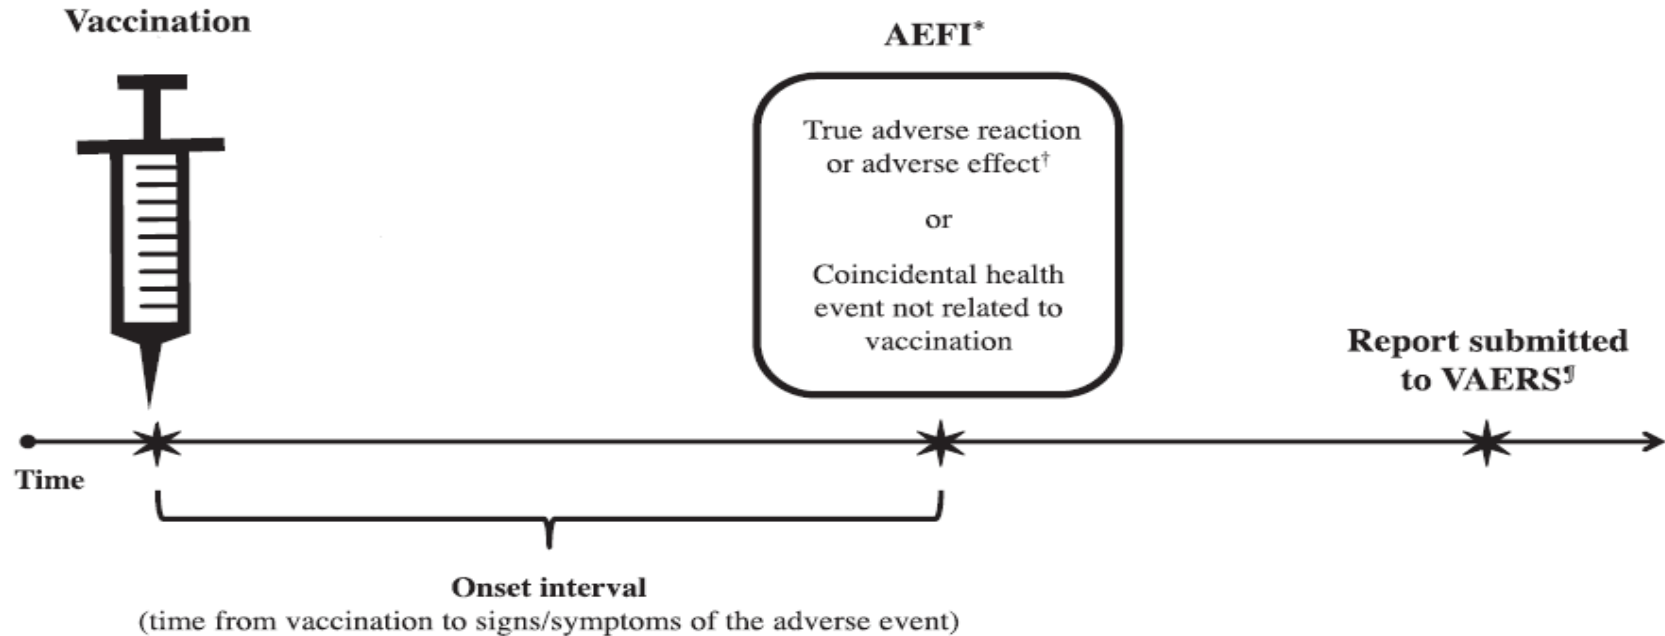 Vaccination
AEFI*
True adverse reaction
or adverse effect†
or
Coincidental health
event not related to
vaccination
Report submitted
to VAERS¶
Time
Onset interval
(time from vaccination to signs/symptoms of the adverse event)